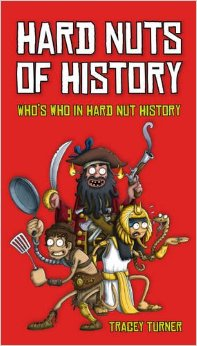 HARD NUTS
OF HISTORY
WHO'S WHO IN HARD NUT HISTORY
TRACEY TURNER